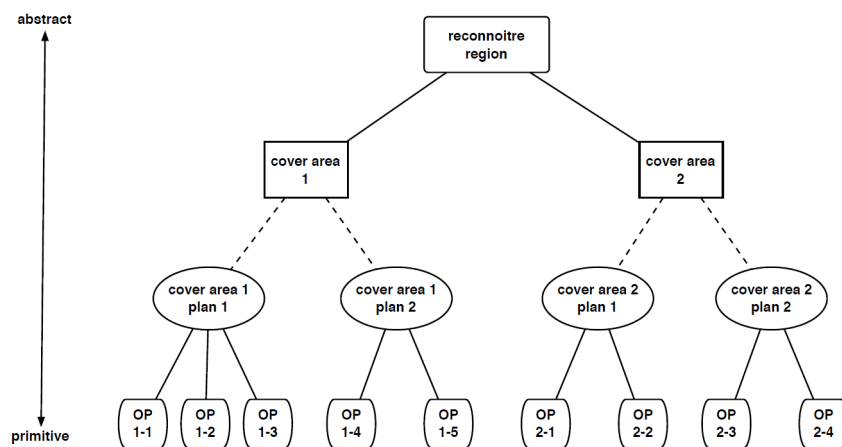 abstract
reconnoitre
region
cover area
1
cover area
2
cover area 1
plan 1
cover area 1
plan 2
cover area 2
plan 1
cover area 2
plan 2
OP
1-1
OP
1-2
OP
1-3
OP
1-4
OP
1-5
OP
2-1
OP
2-2
OP
2-3
OP
2-4
primitive